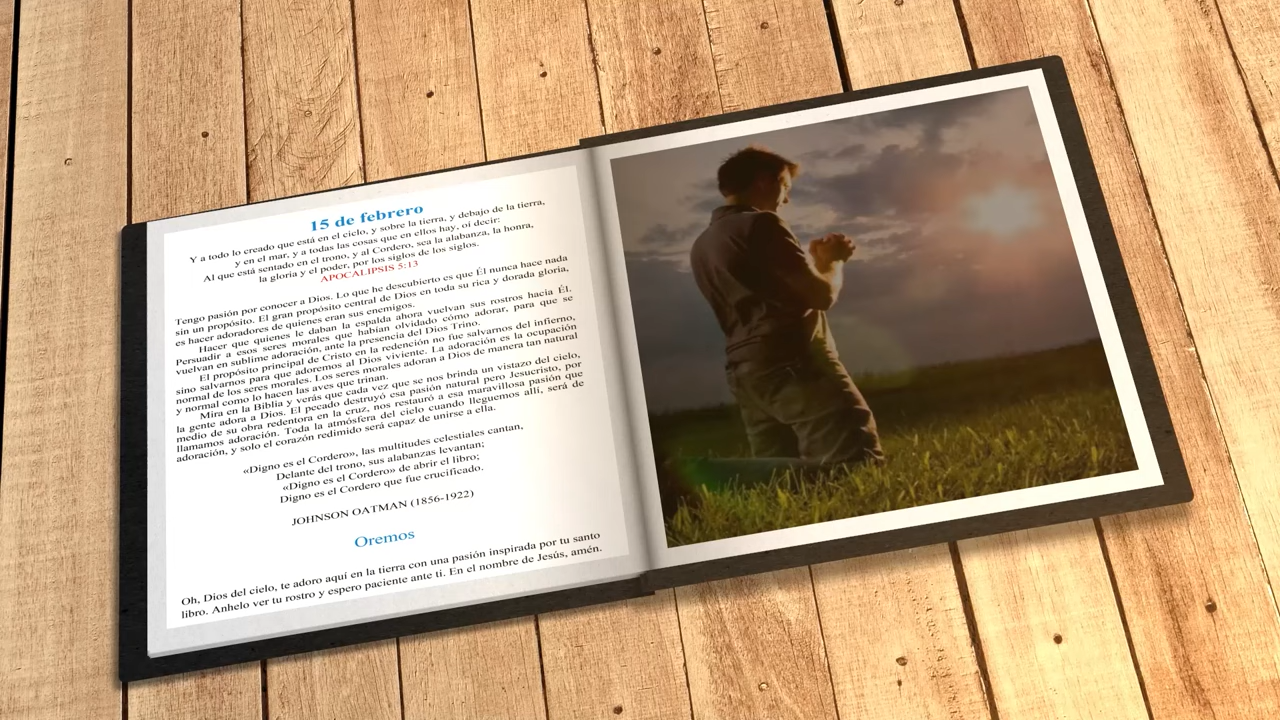 15 de febrero
Y a todo lo creado que está en el cielo, y sobre la tierra, y debajo de la tierra,
y en el mar, y a todas las cosas que en ellos hay, oí decir:
Al que está sentado en el trono, y al Cordero, sea la alabanza, la honra,
la gloria y el poder, por los siglos de los siglos.
APOCALIPSIS 5:13
Tengo pasión por conocer a Dios. Lo que he descubierto es que Él nunca hace nada
sin un propósito. El gran propósito central de Dios en toda su rica y dorada gloria,
es hacer adoradores de quienes eran sus enemigos.
Hacer que quienes le daban la espalda ahora vuelvan sus rostros hacia Él.
Persuadir a esos seres morales que habían olvidado cómo adorar, para que se
vuelvan en sublime adoración, ante la presencia del Dios Trino.
El propósito principal de Cristo en la redención no fue salvarnos del infierno,
sino salvarnos para que adoremos al Dios viviente. La adoración es la ocupación
normal de los seres morales. Los seres morales adoran a Dios de manera tan natural
y normal como lo hacen las aves que trinan.
Mira en la Biblia y verás que cada vez que se nos brinda un vistazo del cielo,
la gente adora a Dios. El pecado destruyó esa pasión natural pero Jesucristo, por
medio de su obra redentora en la cruz, nos restauró a esa maravillosa pasión que
llamamos adoración. Toda la atmósfera del cielo cuando lleguemos allí, será de
adoración, y solo el corazón redimido será capaz de unirse a ella.
«Digno es el Cordero», las multitudes celestiales cantan,
Delante del trono, sus alabanzas levantan;
«Digno es el Cordero» de abrir el libro;
Digno es el Cordero que fue crucificado.
JOHNSON OATMAN (1856-1922)
Oremos
Oh, Dios del cielo, te adoro aquí en la tierra con una pasión inspirada por tu santo
libro. Anhelo ver tu rostro y espero paciente ante ti. En el nombre de Jesús, amén.